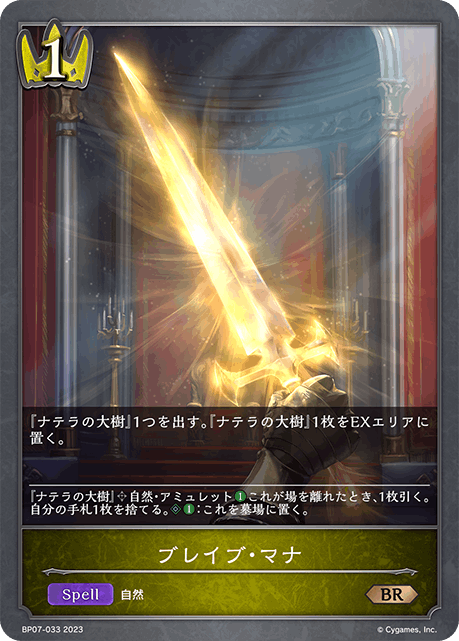 1
『ナテラの大樹』1つを出す。『ナテラの大樹』1枚をEXエリアに
置く。
『ナテラの大樹』自然・アミュレット1これが場を離れたとき、1枚引く。
自分の手札1枚を捨てる。1：これを墓場に置く。
ブレイブ・マナ
Spell 自然 BR
BP07-033 2023 © Cygames, Inc.